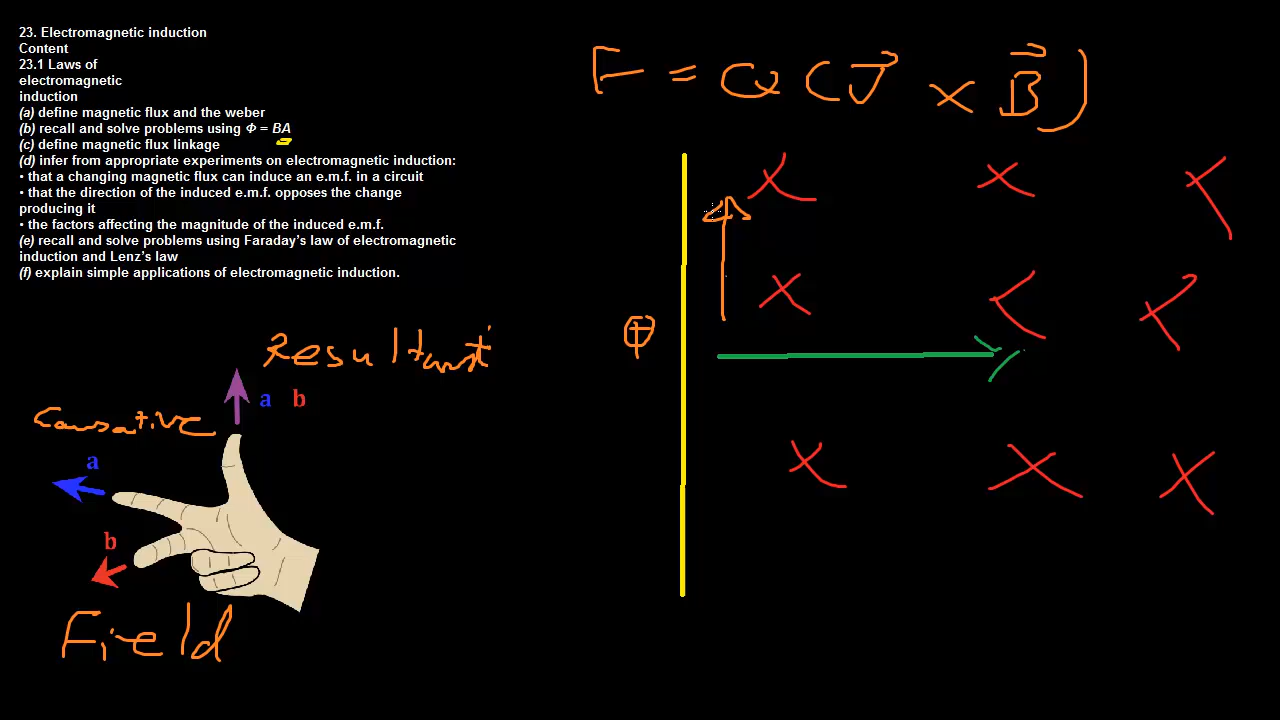 23. Electromagnetic induction
Content
23.1 Laws of
electromagnetic
induction
(a) define magnetic flux and the weber
(b) recall and solve problems using Φ = BA
(c) define magnetic flux linkage
(d) infer from appropriate experiments on electromagnetic induction:
• that a changing magnetic flux can induce an e.m.f. in a circuit
• that the direction of the induced e.m.f. opposes the change
producing it
• the factors affecting the magnitude of the induced e.m.f.
(e) recall and solve problems using Faraday's law of electromagnetic
induction and Lenz's law
(f) explain simple applications of electromagnetic induction.
F = Q (v⃗ × B⃗)
Resultant
a b
Causative
a
b
Field